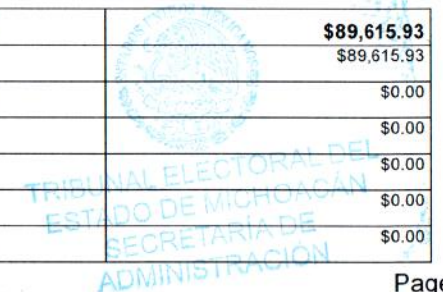 $89,615.93
$89,615.93
$0.00
$0.00
$0.00
$0.00
$0.00
TRIBUNAL ELECTORAL DEL
ESTADO DE MICHOACÁN
SECRETARÍA DE
ADMINISTRACIÓN
Page